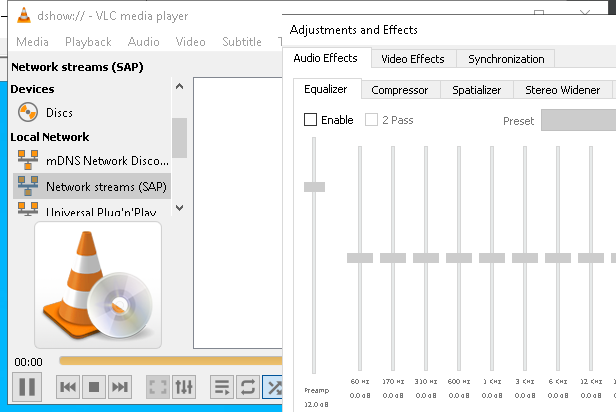 dshow:// - VLC media player
Media Playback Audio Video Subtitle
Network streams (SAP)
Devices
Discs
Local Network
mDNS Network Disco...
Network streams (SAP)
Universal Plug'n'Play
00:00
Adjustments and Effects
Audio Effects Video Effects Synchronization
Equalizer Compressor Spatializer Stereo Widener
Enable 2 Pass Preset
60 Hz 170 Hz 310 Hz 600 Hz 1 KHz 3 KHz 6 KHz 12 KHz
Preamp 0.0 dB 0.0 dB 0.0 dB 0.0 dB 0.0 dB 0.0 dB 0.0 dB 0.0 dB
12.0 dB